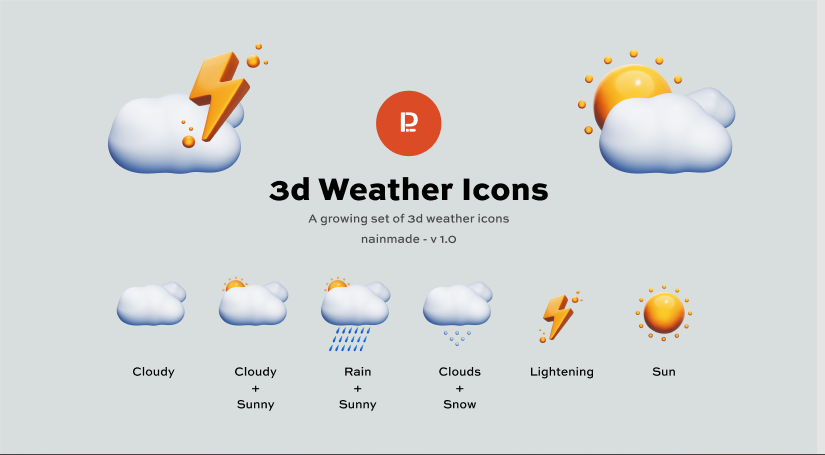 3d Weather Icons
A growing set of 3d weather icons
nainmade - v 1.0
Cloudy
Cloudy
+
Sunny
Rain
+
Sunny
Clouds
+
Snow
Lightening
Sun